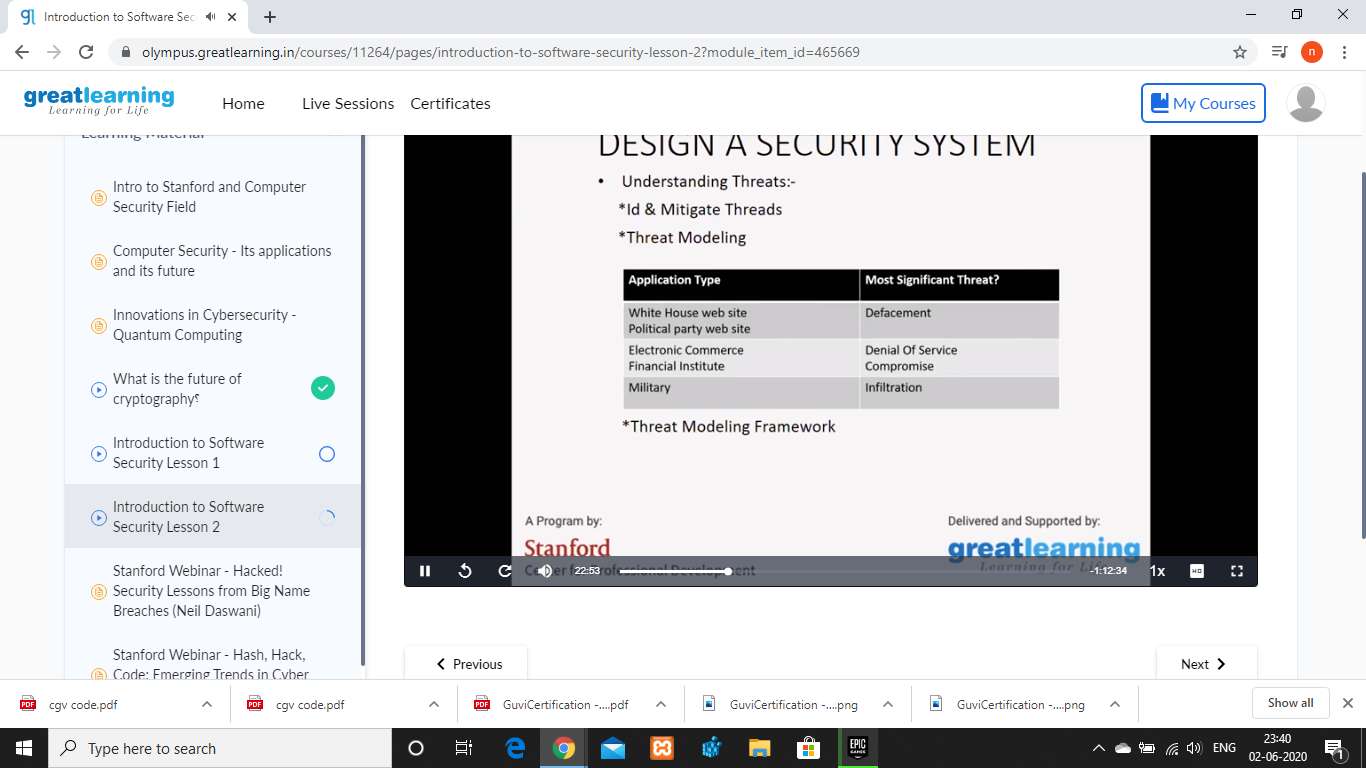 Introduction to Software Sec
olympus.greatlearning.in/courses/11264/pages/introduction-to-software-security-lesson-2?module_item_id=465669
n
greatlearning
Learning for Life
Home
Live Sessions
Certificates
My Courses
Learning Material
Intro to Stanford and Computer
Security Field
Computer Security - Its applications
and its future
Innovations in Cybersecurity -
Quantum Computing
What is the future of
cryptography?
Introduction to Software
Security Lesson 1
Introduction to Software
Security Lesson 2
Stanford Webinar - Hacked!
Security Lessons from Big Name
Breaches (Neil Daswani)
Stanford Webinar - Hash, Hack,
Code: Emerging Trends in Cyber
DESIGN A SECURITY SYSTEM
• Understanding Threats:-
*Id & Mitigate Threads
*Threat Modeling
Application Type Most Significant Threat?
White House web site Defacement
Political party web site
Electronic Commerce Denial Of Service
Financial Institute Compromise
Military Infiltration
*Threat Modeling Framework
A Program by:
Stanford
Center for Professional Development
Delivered and Supported by:
greatlearning
Learning for Life
22:53
-1:12:34
1x
HD
Previous
Next
cgv code.pdf
cgv code.pdf
GuviCertification -....pdf
GuviCertification -....png
GuviCertification -....png
Show all
Type here to search
EPIC
GAMES
ENG
23:40
02-06-2020
1